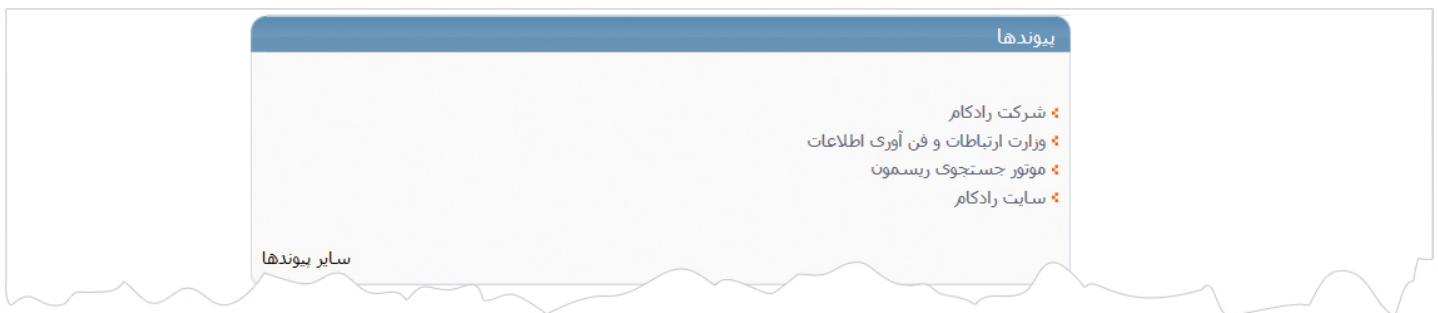 پیوندها
شرکت رادکام
وزارت ارتباطات و فن آوری اطلاعات
موتور جستجوی ریسمون
سایت رادکام
سایر پیوندها